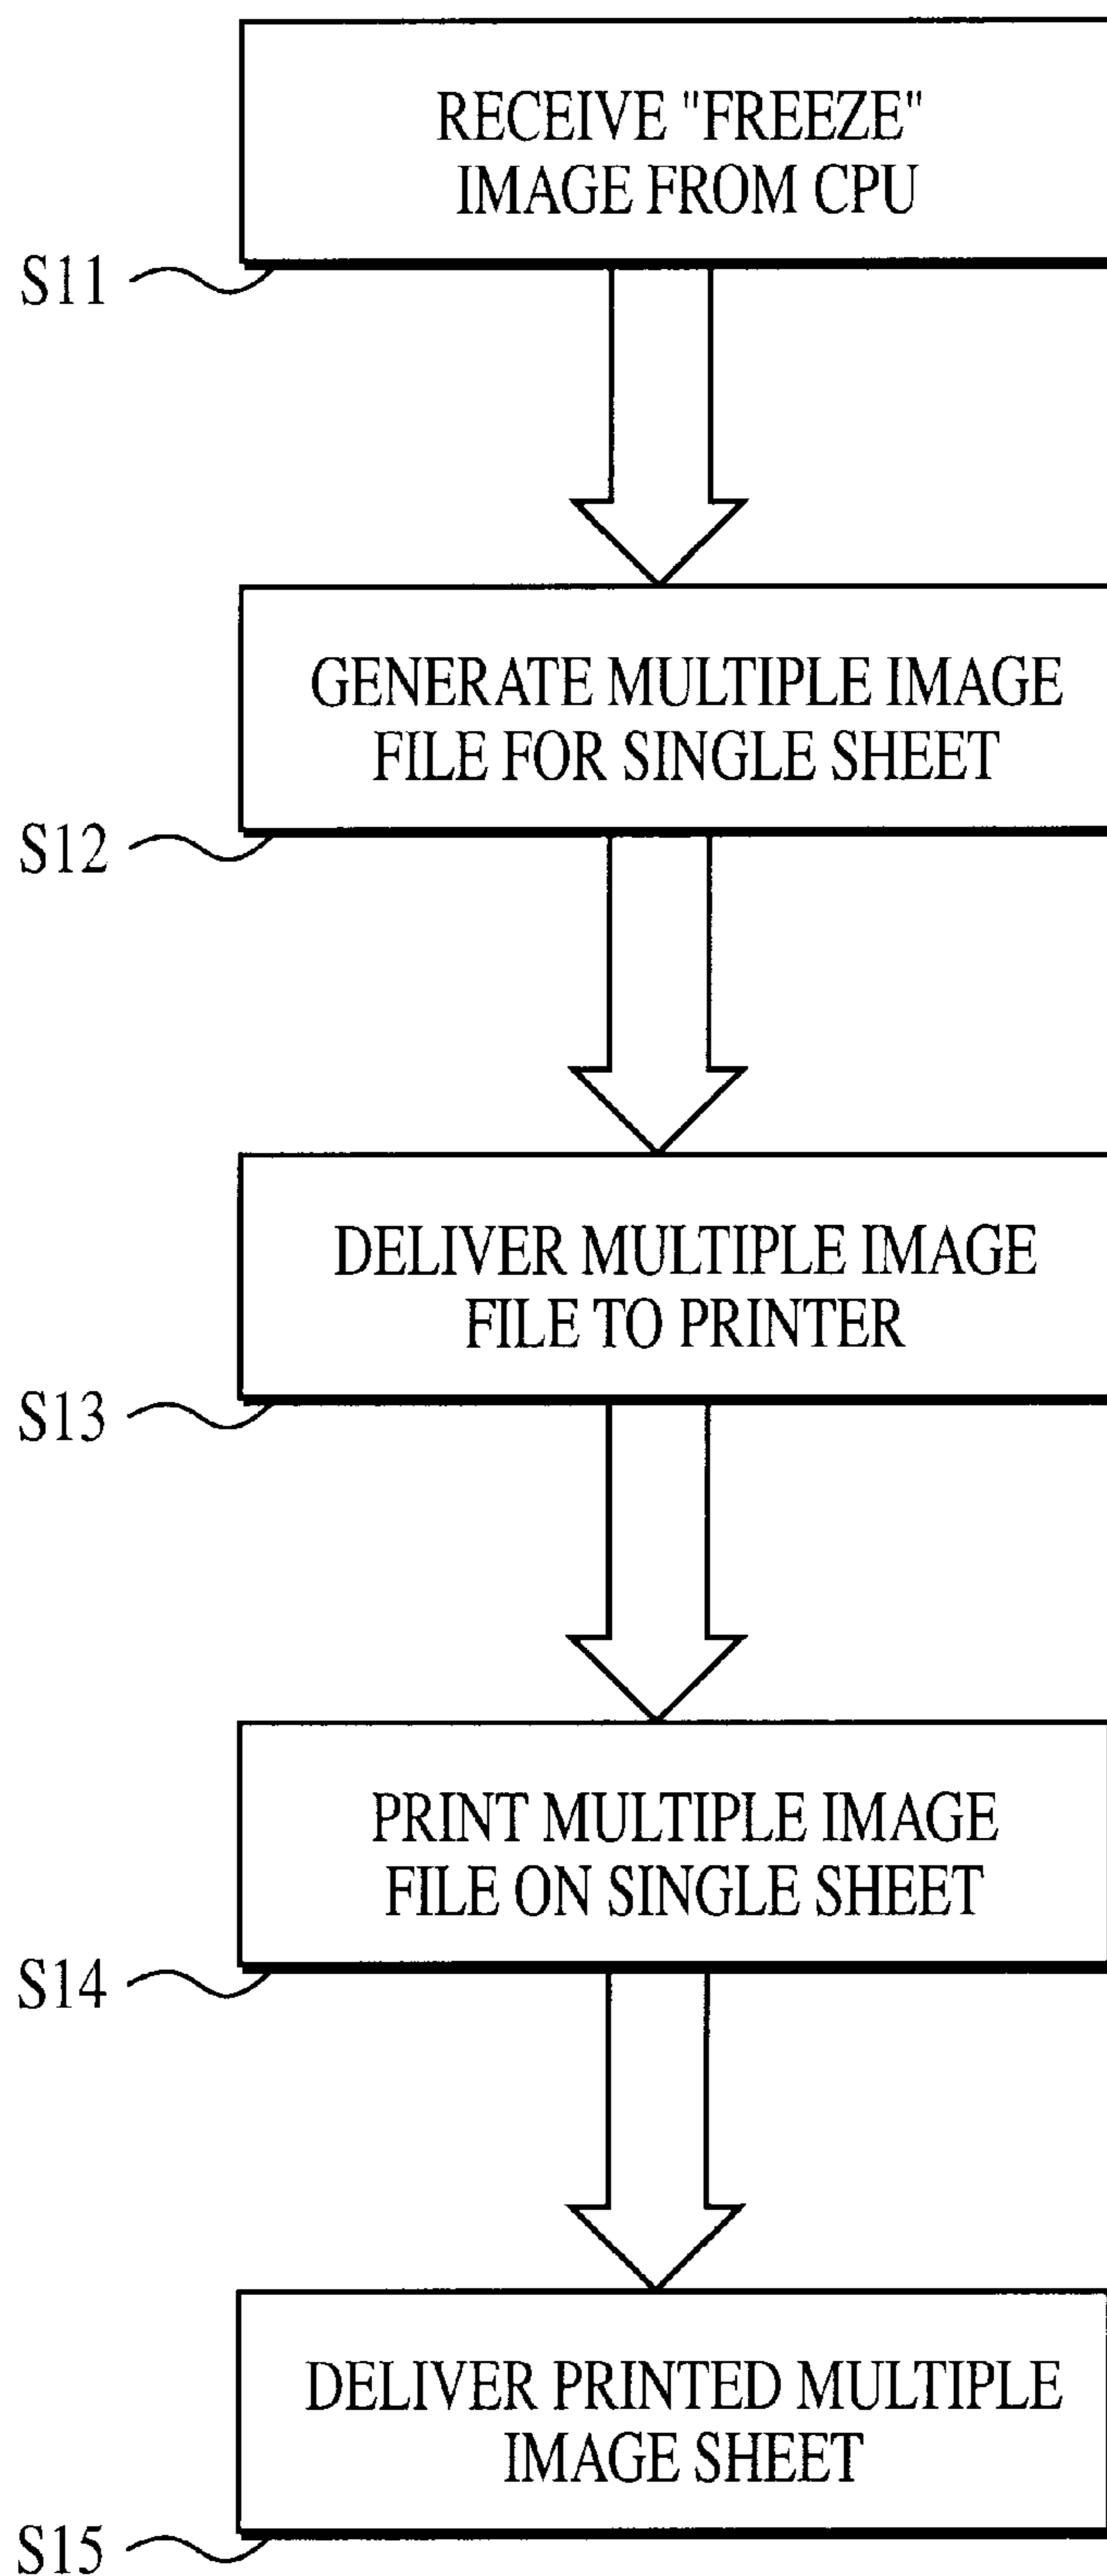 RECEIVE "FREEZE"
IMAGE FROM CPU
S11
GENERATE MULTIPLE IMAGE
FILE FOR SINGLE SHEET
S12
DELIVER MULTIPLE IMAGE
FILE TO PRINTER
S13
PRINT MULTIPLE IMAGE
FILE ON SINGLE SHEET
S14
DELIVER PRINTED MULTIPLE
IMAGE SHEET
S15